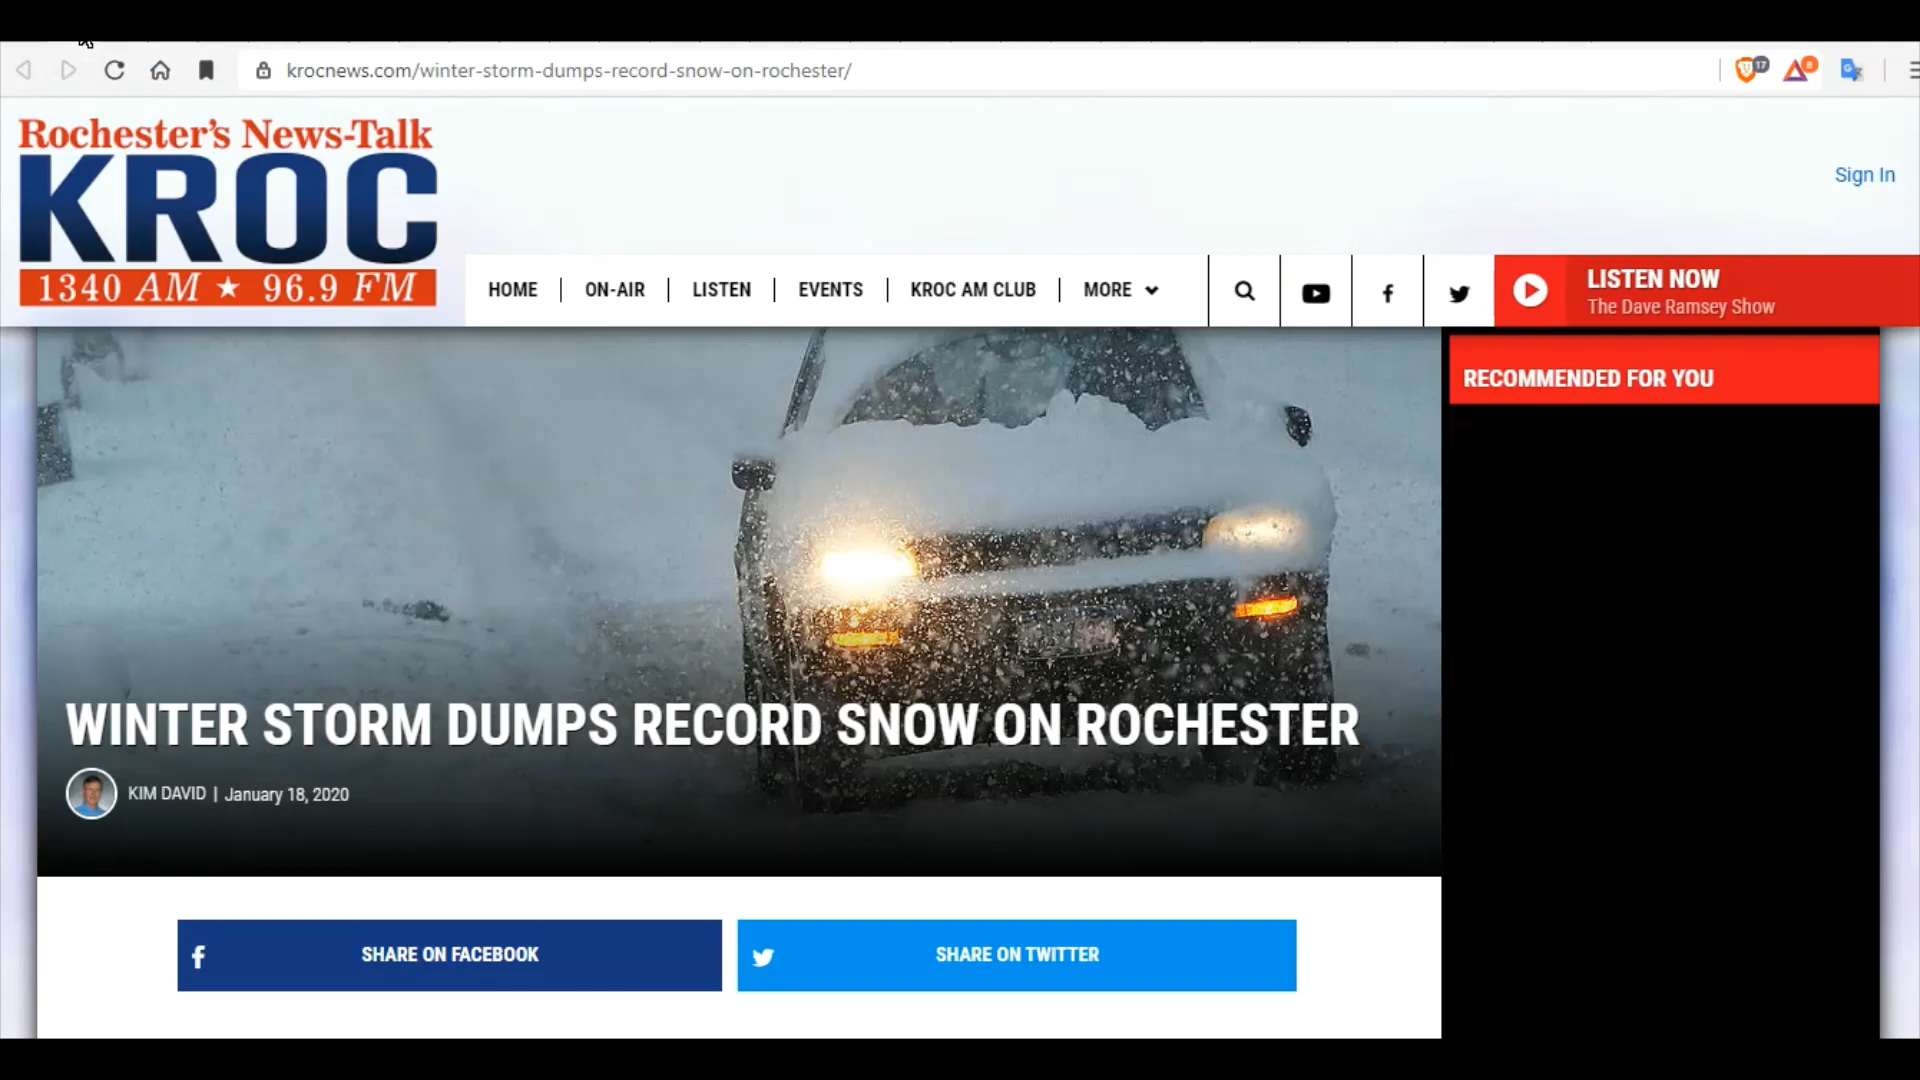 krocnews.com/winter-storm-dumps-record-snow-on-rochester/
17
8
Rochester's News-Talk
KROC
1340 AM ★ 96.9 FM
Sign In
HOME
ON-AIR
LISTEN
EVENTS
KROC AM CLUB
MORE
LISTEN NOW
The Dave Ramsey Show
RECOMMENDED FOR YOU
WINTER STORM DUMPS RECORD SNOW ON ROCHESTER
KIM DAVID | January 18, 2020
SHARE ON FACEBOOK
SHARE ON TWITTER